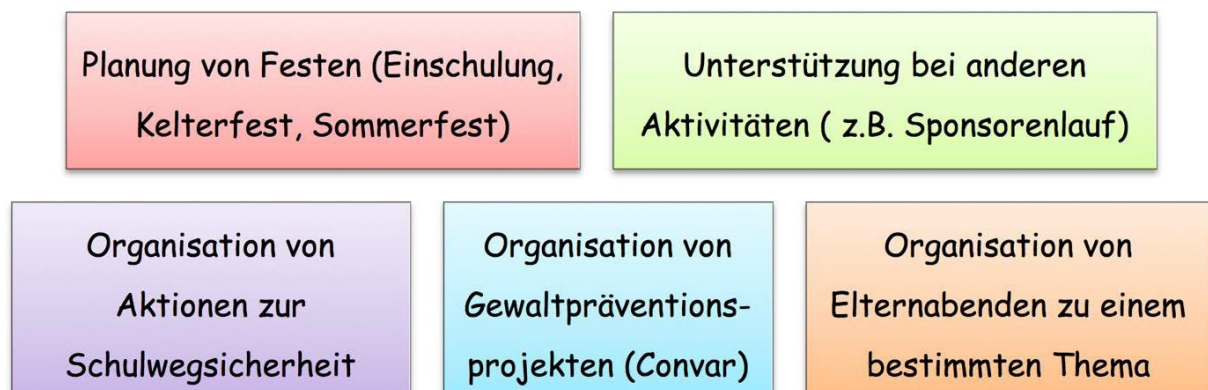 Planung von Festen (Einschulung,
Kelterfest, Sommerfest)
Unterstützung bei anderen
Aktivitäten ( z.B. Sponsorenlauf)
Organisation von
Aktionen zur
Schulwegsicherheit
Organisation von
Gewaltpräventions-
projekten (Convar)
Organisation von
Elternabenden zu einem
bestimmten Thema